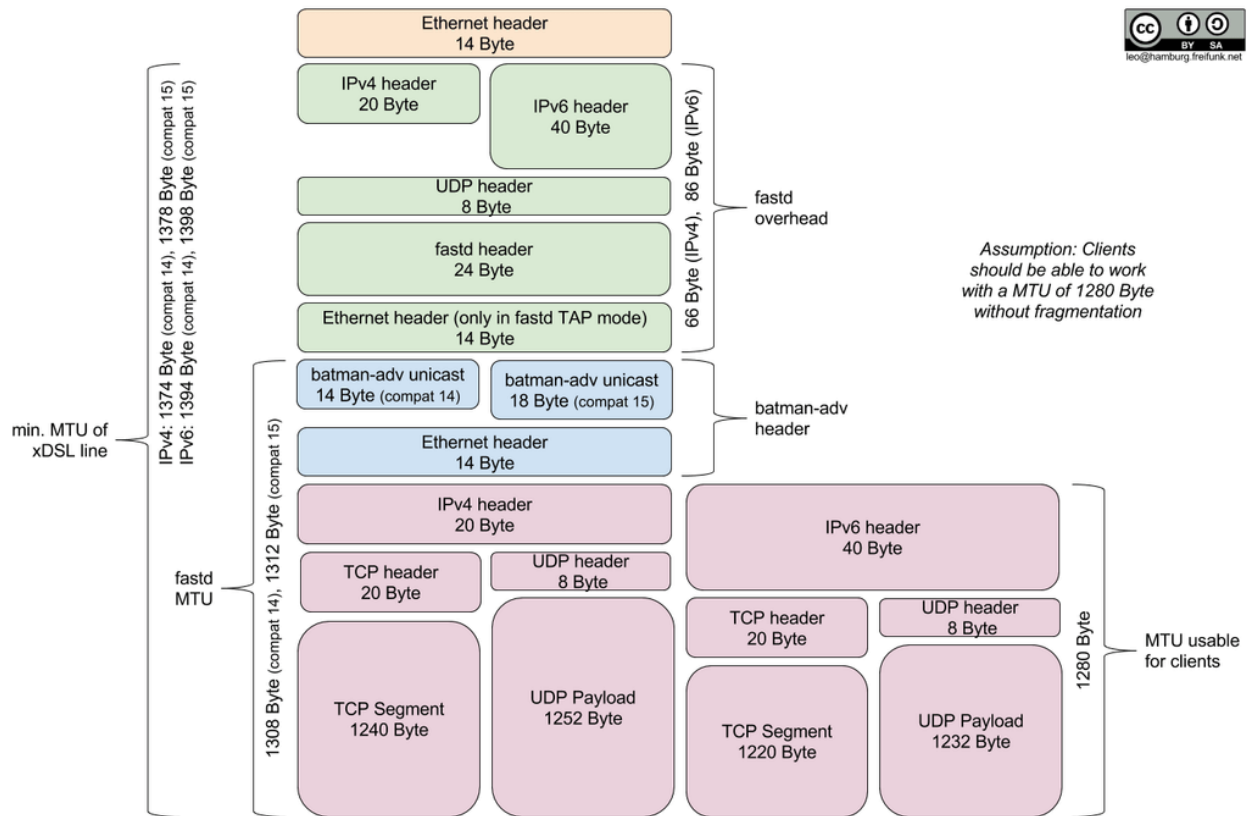 Ethernet header
14 Byte
cc
BY SA
leo@hamburg.freifunk.net
IPv4 header
20 Byte
IPv6 header
40 Byte
UDP header
8 Byte
fastd header
24 Byte
Ethernet header (only in fastd TAP mode)
14 Byte
66 Byte (IPv4), 86 Byte (IPv6)
fastd
overhead
Assumption: Clients
should be able to work
with a MTU of 1280 Byte
without fragmentation
IPv4: 1374 Byte (compat 14), 1378 Byte (compat 15)
IPv6: 1394 Byte (compat 14), 1398 Byte (compat 15)
min. MTU of
xDSL line
batman-adv unicast
14 Byte (compat 14)
batman-adv unicast
18 Byte (compat 15)
Ethernet header
14 Byte
batman-adv
header
1308 Byte (compat 14), 1312 Byte (compat 15)
fastd
MTU
IPv4 header
20 Byte
IPv6 header
40 Byte
TCP header
20 Byte
UDP header
8 Byte
TCP header
20 Byte
UDP header
8 Byte
TCP Segment
1240 Byte
UDP Payload
1252 Byte
TCP Segment
1220 Byte
UDP Payload
1232 Byte
1280 Byte
MTU usable
for clients